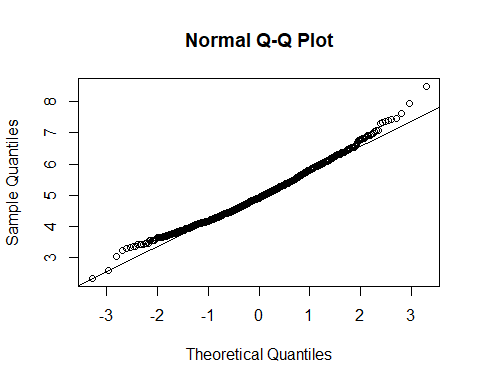 Normal Q-Q Plot
Sample Quantiles
8
7
6
5
4
3
-3 -2 -1 0 1 2 3
Theoretical Quantiles